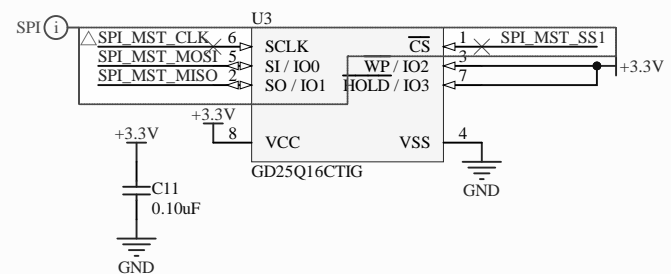 U3
SPI i
SPI_MST_CLK 6 SCLK CS 1 SPI_MST_SS1
SPI_MST_MOSI 5 SI / IO0 WP / IO2 3 +3.3V
SPI_MST_MISO 2 SO / IO1 HOLD / IO3 7
+3.3V 8 VCC VSS 4
GD25Q16CTIG
GND
+3.3V
C11
0.10uF
GND